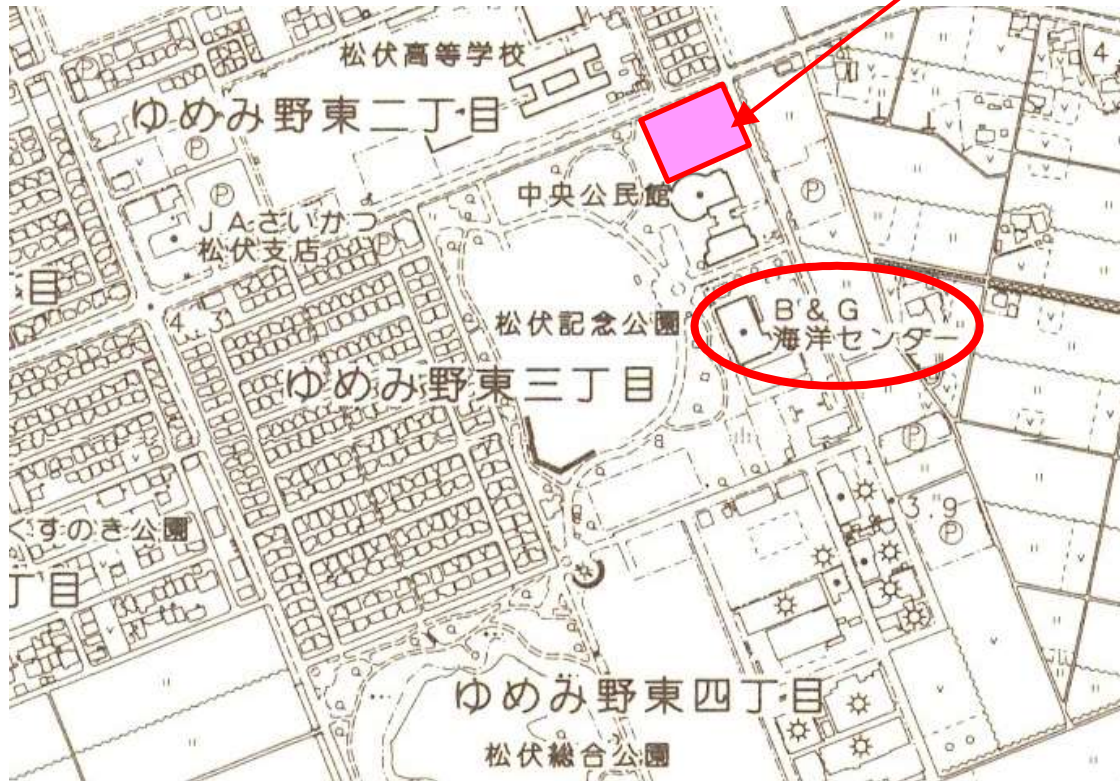 松伏高等学校
ゆめみ野東二丁目
4.
P
P
中央公民館
P
JAさいかつ
松伏支店
P
目
4.3
松伏記念公園
B&G
海洋センター
ゆめみ野東三丁目
P
くすのき公園
3.9
P
丁目
ゆめみ野東四丁目
松伏総合公園